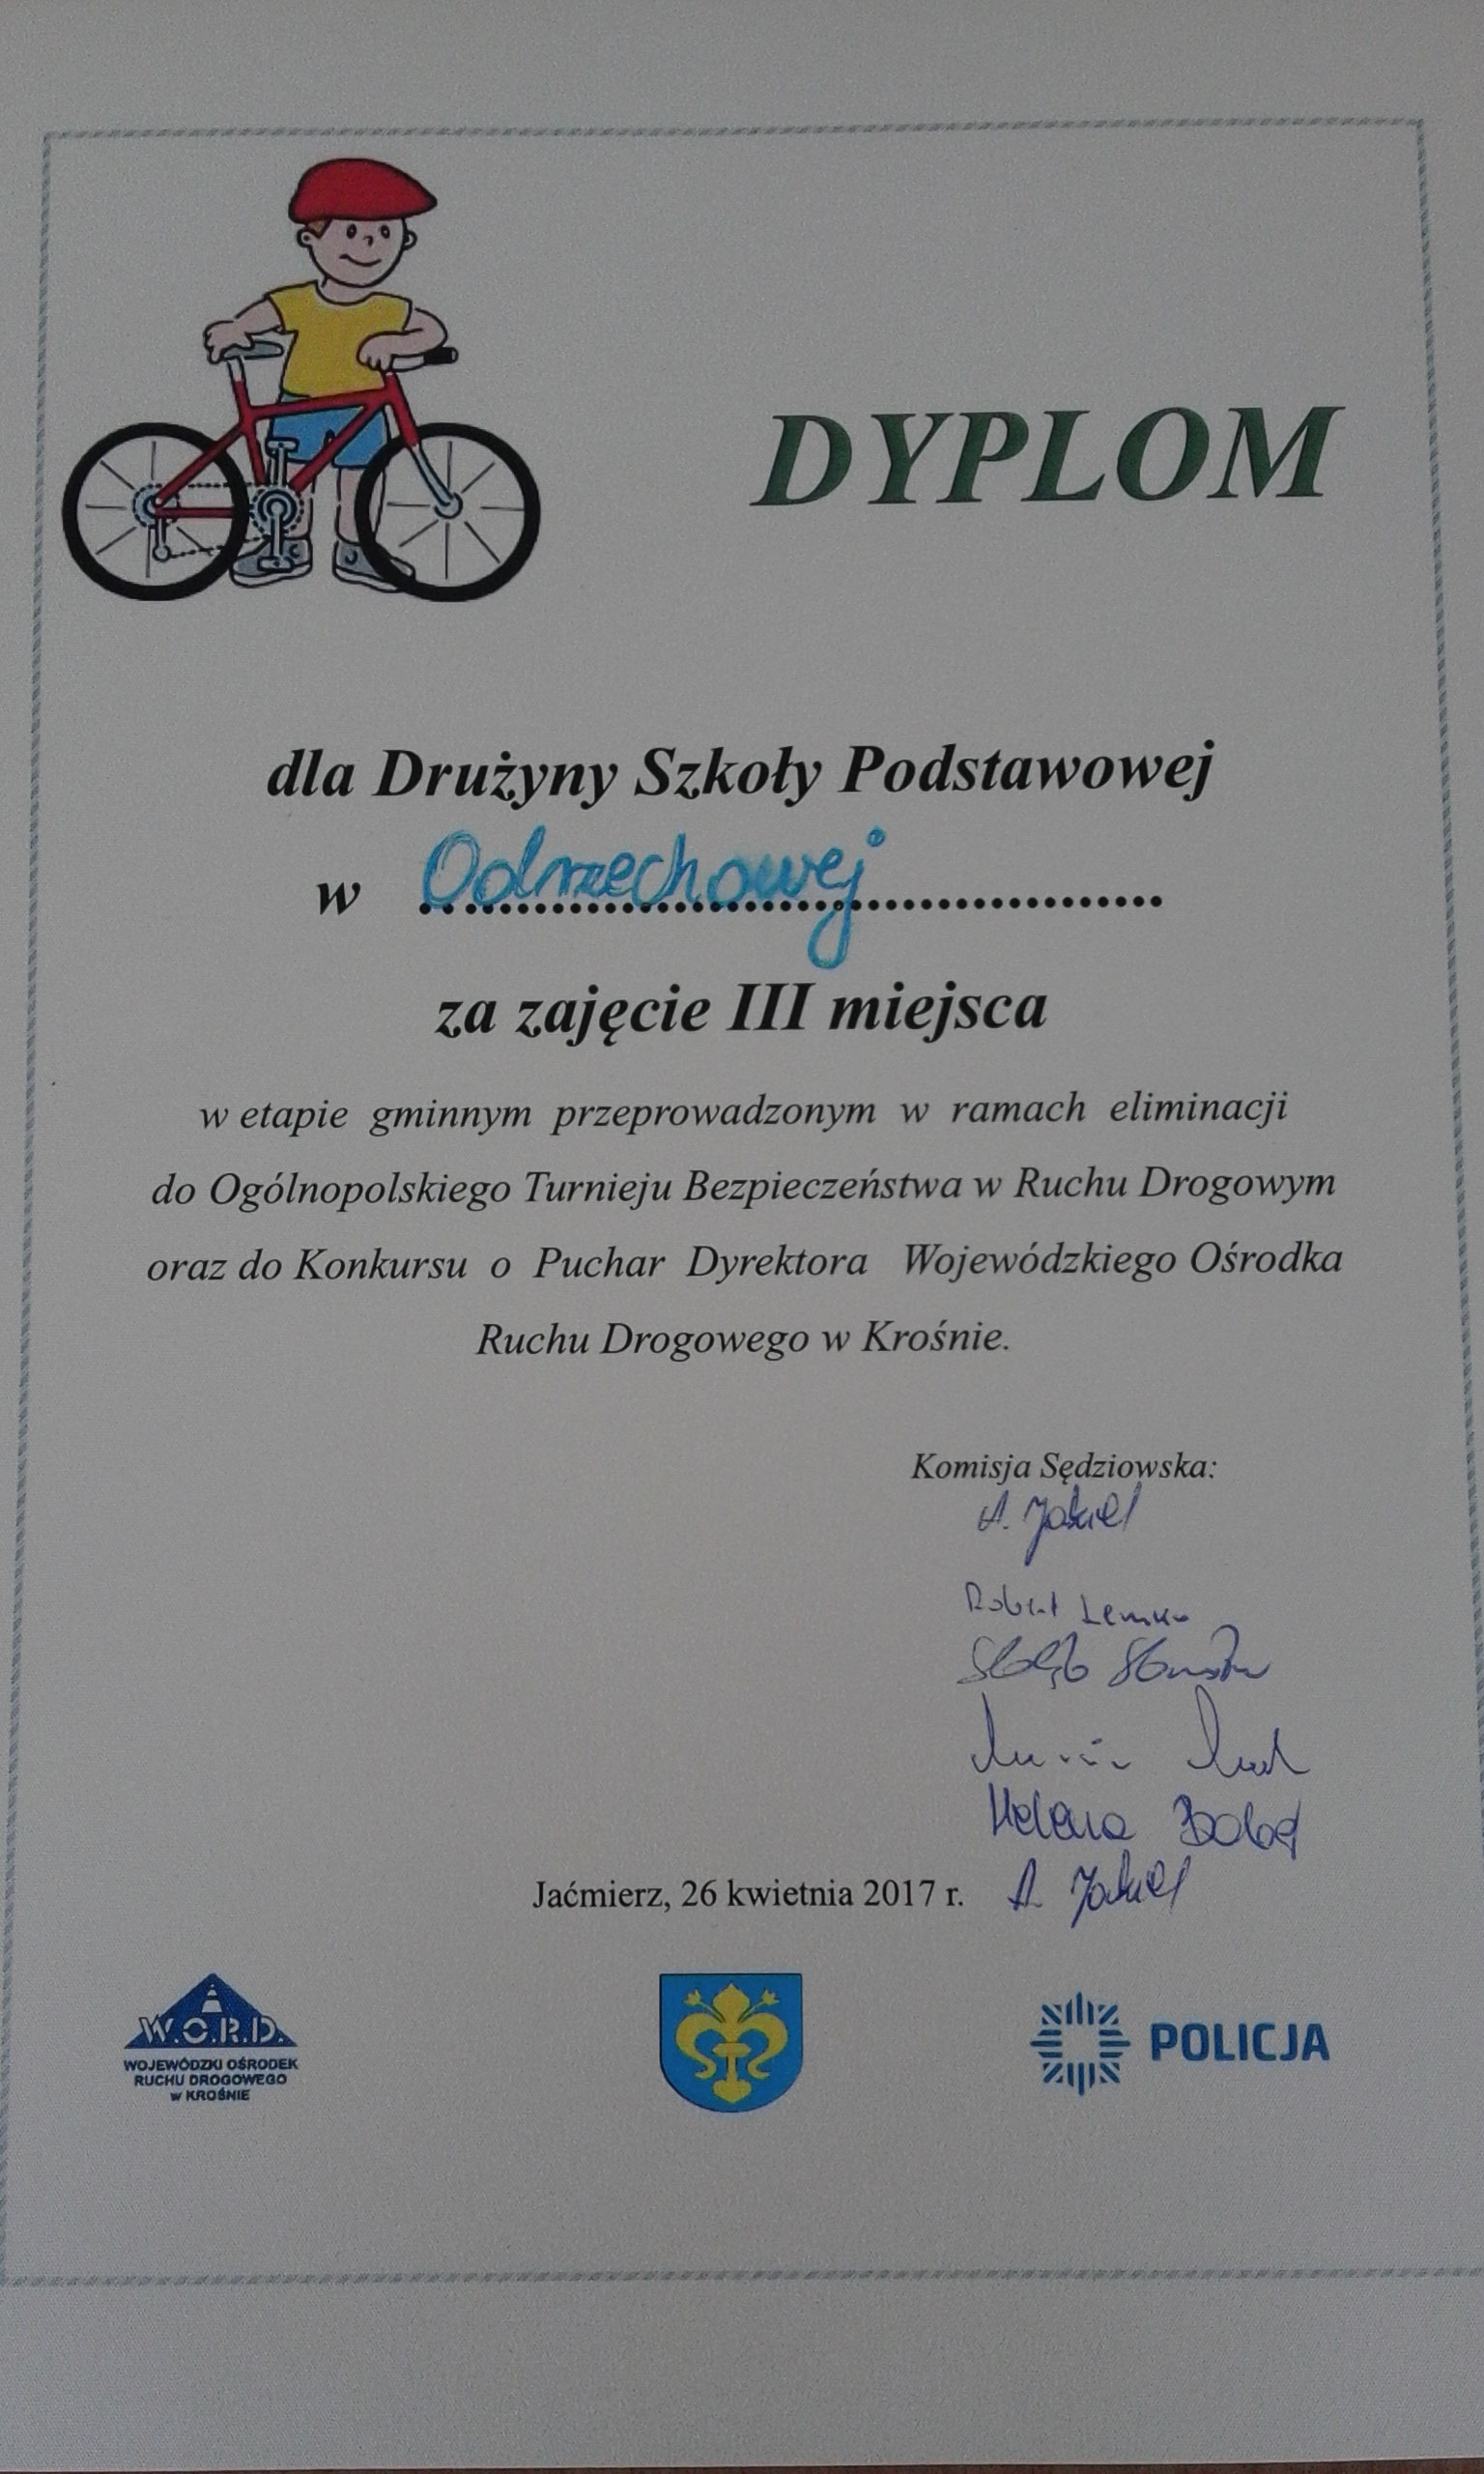 DYPLOM
dla Drużyny Szkoły Podstawowej
w Odrzechowej
za zajęcie III miejsca
w etapie gminnym przeprowadzonym w ramach eliminacji
do Ogólnopolskiego Turnieju Bezpieczeństwa w Ruchu Drogowym
oraz do Konkursu o Puchar Dyrektora Wojewódzkiego Ośrodka
Ruchu Drogowego w Krośnie.
Komisja Sędziowska:
A. Jakiel
Robert
Helena
Jaćmierz, 26 kwietnia 2017 r. A. Jakiel
W.O.R.D.
WOJEWÓDZKI OŚRODEK
RUCHU DROGOWEGO
w KROŚNIE
POLICJA